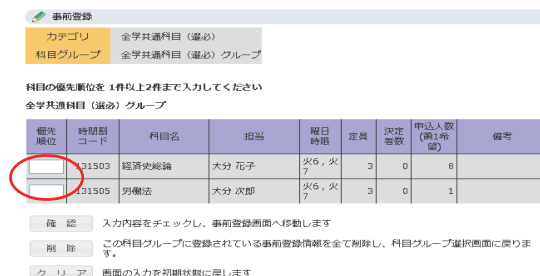 事前登録
カテゴリ 全学共通科目（選必）
科目グループ 全学共通科目（選必）グループ
科目の優先順位を 1件以上2件まで入力してください
全学共通科目（選必）グループ
優先順位 時間割コード 科目名 担当 曜日時限 定員 決定者数 申込人数(第1希望) 備考
131503 経済史総論 大分 花子 火6，火7 3 0 8
131505 労働法 大分 次郎 火6，火7 3 0 1
確　認 入力内容をチェックし、事前登録画面へ移動します
削　除 この科目グループに登録されている事前登録情報を全て削除し、科目グループ選択画面に戻ります。
クリア 画面の入力を初期状態に戻します